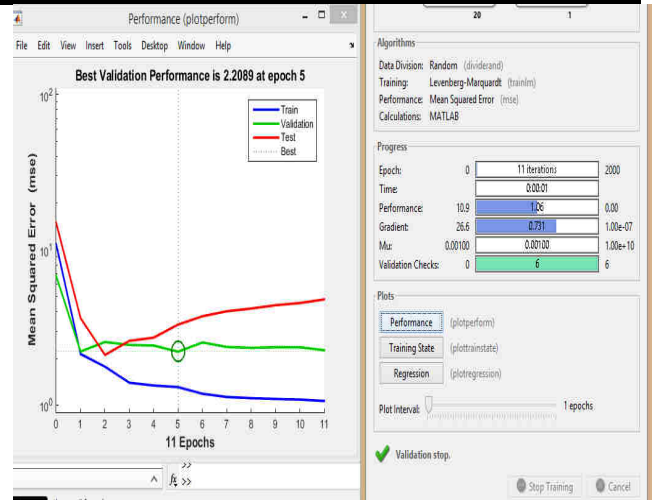 Performance (plotperform)
File Edit View Insert Tools Desktop Window Help
Best Validation Performance is 2.2089 at epoch 5
Mean Squared Error (mse)
10²
10¹
10⁰
Train
Validation
Test
Best
0 1 2 3 4 5 6 7 8 9 10 11
11 Epochs
fx >>
>>
20 1
Algorithms
Data Division: Random (dividerand)
Training: Levenberg-Marquardt (trainlm)
Performance: Mean Squared Error (mse)
Calculations: MATLAB
Progress
Epoch: 0 11 iterations 2000
Time: 0:00:01
Performance: 10.9 1.06 0.00
Gradient: 26.6 0.731 1.00e-07
Mu: 0.00100 0.00100 1.00e+10
Validation Checks: 0 6 6
Plots
Performance (plotperform)
Training State (plottrainstate)
Regression (plotregression)
Plot Interval: 1 epochs
Validation stop.
Stop Training Cancel